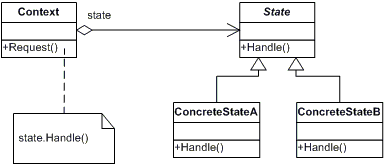 Context
state
State
+Request()
+Handle()
state.Handle()
ConcreteStateA
ConcreteStateB
+Handle()
+Handle()